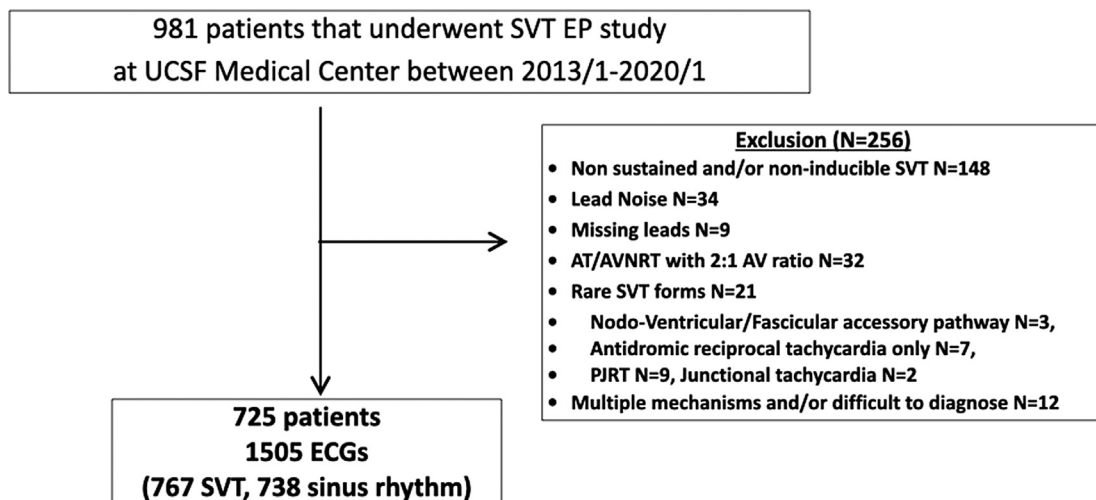 981 patients that underwent SVT EP study
at UCSF Medical Center between 2013/1-2020/1
Exclusion (N=256)
• Non sustained and/or non-inducible SVT N=148
• Lead Noise N=34
• Missing leads N=9
• AT/AVNRT with 2:1 AV ratio N=32
• Rare SVT forms N=21
• Nodo-Ventricular/Fascicular accessory pathway N=3,
• Antidromic reciprocal tachycardia only N=7,
• PJRT N=9, Junctional tachycardia N=2
• Multiple mechanisms and/or difficult to diagnose N=12
725 patients
1505 ECGs
(767 SVT, 738 sinus rhythm)